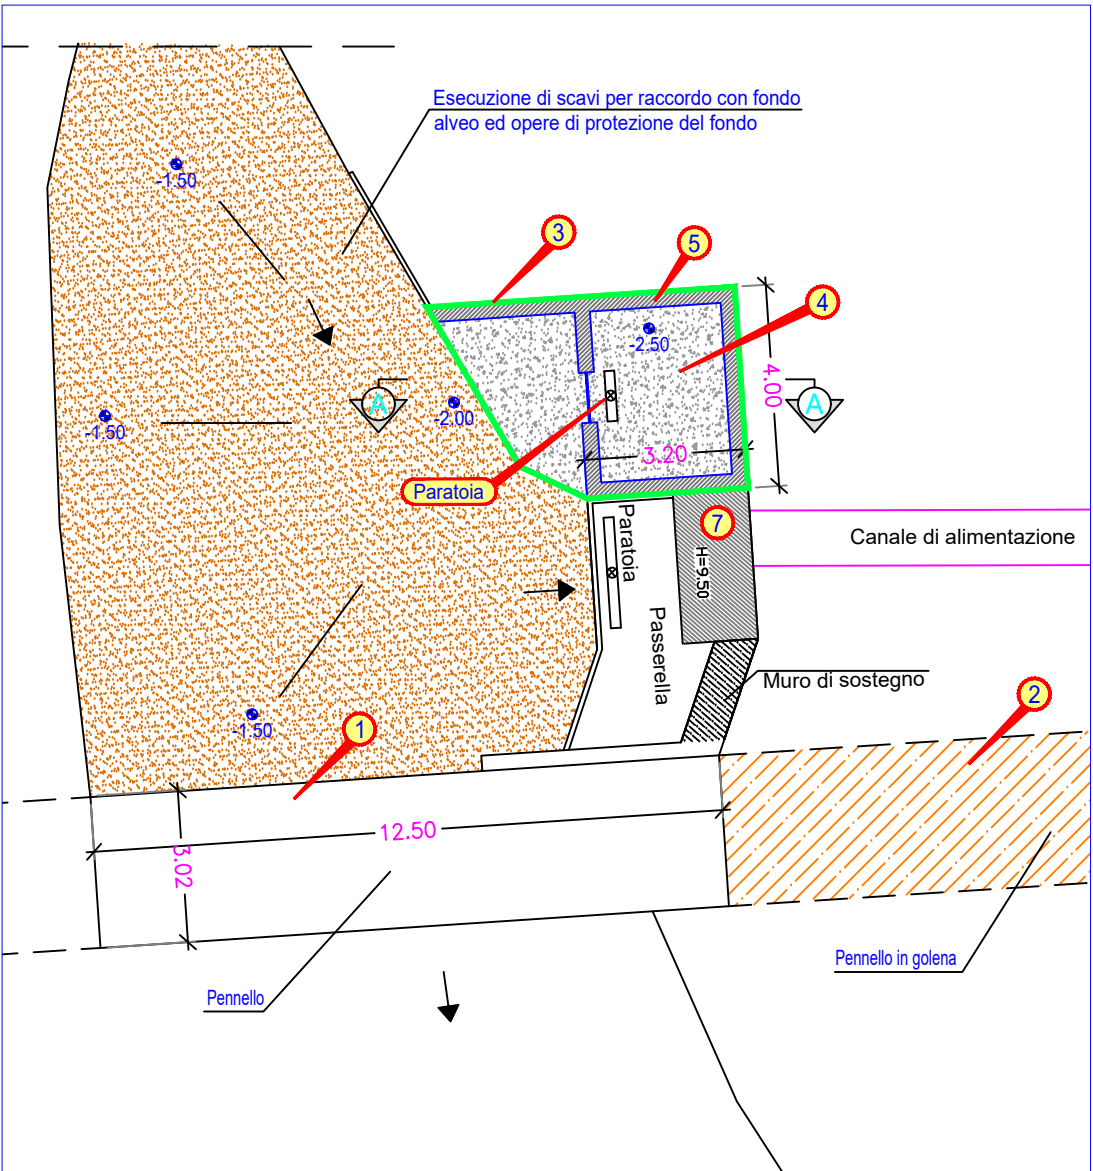 Esecuzione di scavi per raccordo con fondo
alveo ed opere di protezione del fondo
-1.50
3
5
4
-2.50
4.00
A
A
-1.50
-2.00
3.20
Paratoia
7
Paratoia
Canale di alimentazione
H=9.50
Passerella
Muro di sostegno
2
-1.50
1
12.50
3.02
Pennello in golena
Pennello